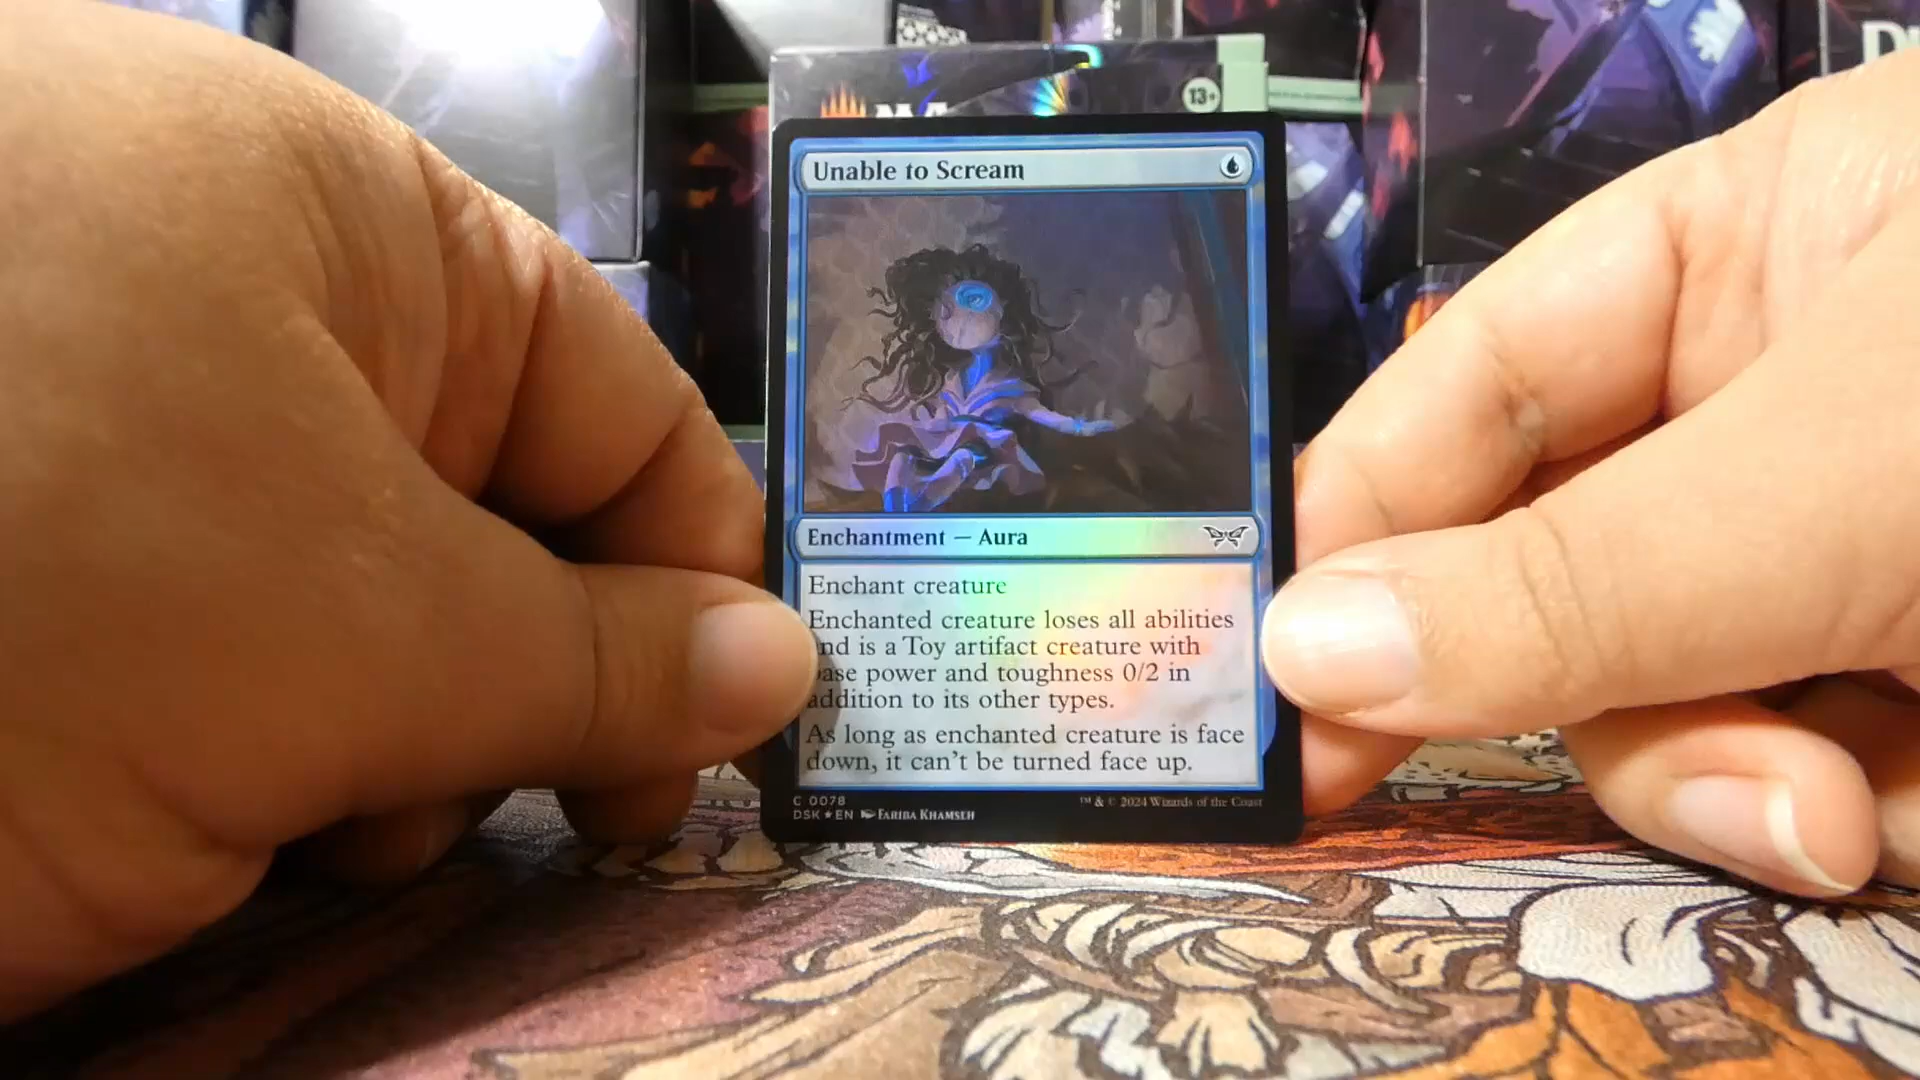 13+
Unable to Scream
Enchantment — Aura
Enchant creature
Enchanted creature loses all abilities
nd is a Toy artifact creature with
ase power and toughness 0/2 in
addition to its other types.
As long as enchanted creature is face
down, it can't be turned face up.
C 0078
™ & © 2024 Wizards of the Coast
DSK ★ EN Fariba Khamseh